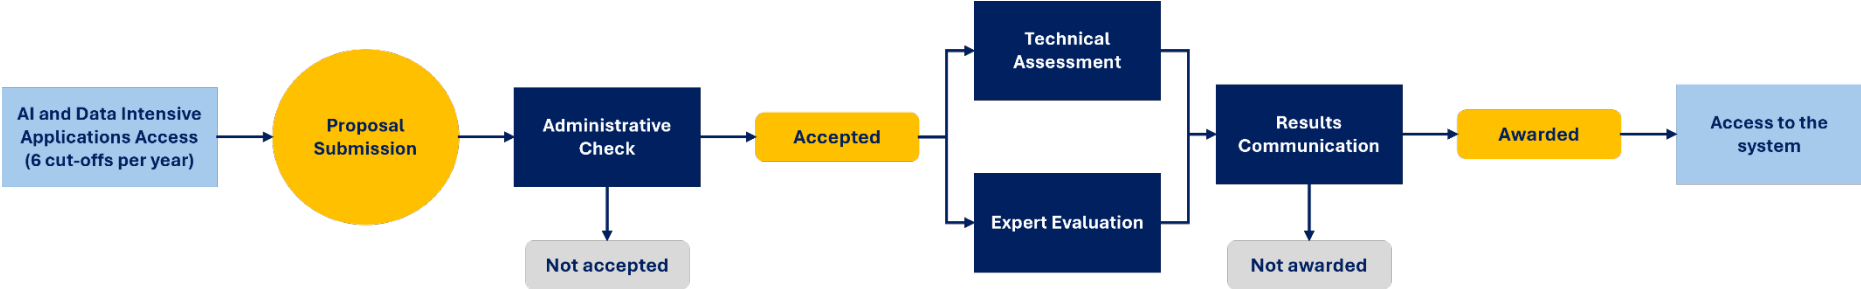 AI and Data Intensive
Applications Access
(6 cut-offs per year)
Proposal
Submission
Administrative
Check
Not accepted
Accepted
Technical
Assessment
Expert Evaluation
Results
Communication
Not awarded
Awarded
Access to the
system